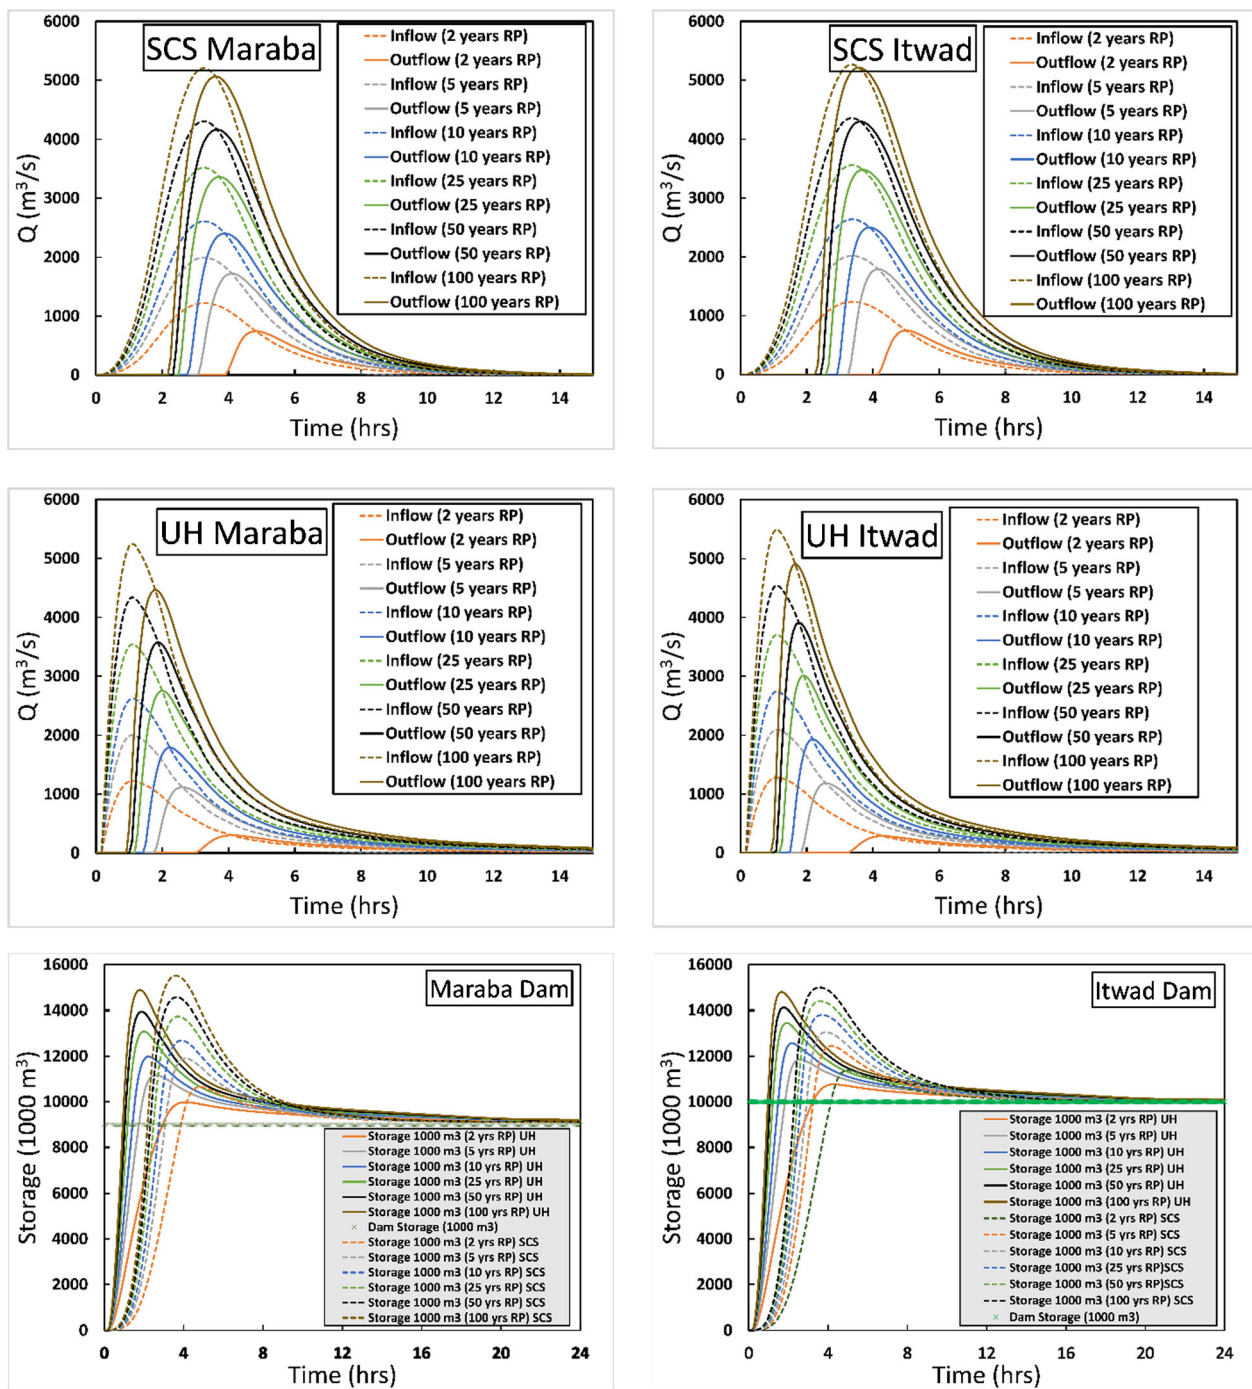 SCS Maraba
Q (m³/s)
6000
5000
4000
3000
2000
1000
0
Inflow (2 years RP)
Outflow (2 years RP)
Inflow (5 years RP)
Outflow (5 years RP)
Inflow (10 years RP)
Outflow (10 years RP)
Inflow (25 years RP)
Outflow (25 years RP)
Inflow (50 years RP)
Outflow (50 years RP)
Inflow (100 years RP)
Outflow (100 years RP)
0 2 4 6 8 10 12 14
Time (hrs)
SCS Itwad
Q (m³/s)
6000
5000
4000
3000
2000
1000
0
Inflow (2 years RP)
Outflow (2 years RP)
Inflow (5 years RP)
Outflow (5 years RP)
Inflow (10 years RP)
Outflow (10 years RP)
Inflow (25 years RP)
Outflow (25 years RP)
Inflow (50 years RP)
Outflow (50 years RP)
Inflow (100 years RP)
Outflow (100 years RP)
0 2 4 6 8 10 12 14
Time (hrs)
UH Maraba
Q (m³/s)
6000
5000
4000
3000
2000
1000
0
Inflow (2 years RP)
Outflow (2 years RP)
Inflow (5 years RP)
Outflow (5 years RP)
Inflow (10 years RP)
Outflow (10 years RP)
Inflow (25 years RP)
Outflow (25 years RP)
Inflow (50 years RP)
Outflow (50 years RP)
Inflow (100 years RP)
Outflow (100 years RP)
0 2 4 6 8 10 12 14
Time (hrs)
UH Itwad
Q (m³/s)
6000
5000
4000
3000
2000
1000
0
Inflow (2 years RP)
Outflow (2 years RP)
Inflow (5 years RP)
Outflow (5 years RP)
Inflow (10 years RP)
Outflow (10 years RP)
Inflow (25 years RP)
Outflow (25 years RP)
Inflow (50 years RP)
Outflow (50 years RP)
Inflow (100 years RP)
Outflow (100 years RP)
0 2 4 6 8 10 12 14
Time (hrs)
Maraba Dam
Storage (1000 m³)
16000
14000
12000
10000
8000
6000
4000
2000
0
Storage 1000 m3 (2 yrs RP) UH
Storage 1000 m3 (5 yrs RP) UH
Storage 1000 m3 (10 yrs RP) UH
Storage 1000 m3 (25 yrs RP) UH
Storage 1000 m3 (50 yrs RP) UH
Storage 1000 m3 (100 yrs RP) UH
Dam Storage (1000 m3)
Storage 1000 m3 (2 yrs RP) SCS
Storage 1000 m3 (5 yrs RP) SCS
Storage 1000 m3 (10 yrs RP) SCS
Storage 1000 m3 (25 yrs RP) SCS
Storage 1000 m3 (50 yrs RP) SCS
Storage 1000 m3 (100 yrs RP) SCS
0 4 8 12 16 20 24
Time (hrs)
Itwad Dam
Storage (1000 m³)
16000
14000
12000
10000
8000
6000
4000
2000
0
Storage 1000 m3 (2 yrs RP) UH
Storage 1000 m3 (5 yrs RP) UH
Storage 1000 m3 (10 yrs RP) UH
Storage 1000 m3 (25 yrs RP) UH
Storage 1000 m3 (50 yrs RP) UH
Storage 1000 m3 (100 yrs RP) UH
Storage 1000 m3 (2 yrs RP) SCS
Storage 1000 m3 (5 yrs RP) SCS
Storage 1000 m3 (10 yrs RP) SCS
Storage 1000 m3 (25 yrs RP)SCS
Storage 1000 m3 (50 yrs RP)SCS
Storage 1000 m3 (100 yrs RP) SCS
Dam Storage (1000 m3)
0 4 8 12 16 20 24
Time (hrs)